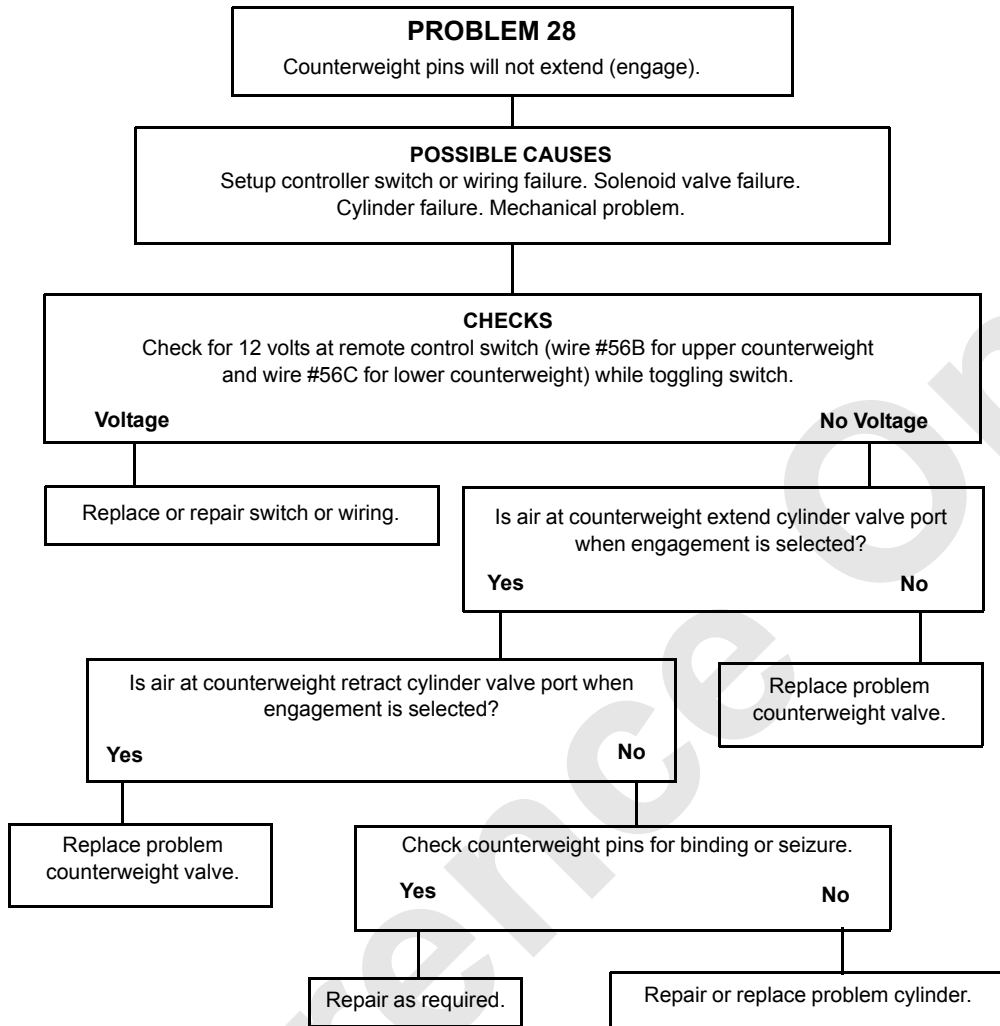 PROBLEM 28
Counterweight pins will not extend (engage).
POSSIBLE CAUSES
Setup controller switch or wiring failure. Solenoid valve failure.
Cylinder failure. Mechanical problem.
CHECKS
Check for 12 volts at remote control switch (wire #56B for upper counterweight
and wire #56C for lower counterweight) while toggling switch.
Voltage
No Voltage
Replace or repair switch or wiring.
Is air at counterweight extend cylinder valve port
when engagement is selected?
Yes
No
Is air at counterweight retract cylinder valve port when
engagement is selected?
Yes
No
Replace problem
counterweight valve.
Replace problem
counterweight valve.
Check counterweight pins for binding or seizure.
Yes
No
Repair as required.
Repair or replace problem cylinder.